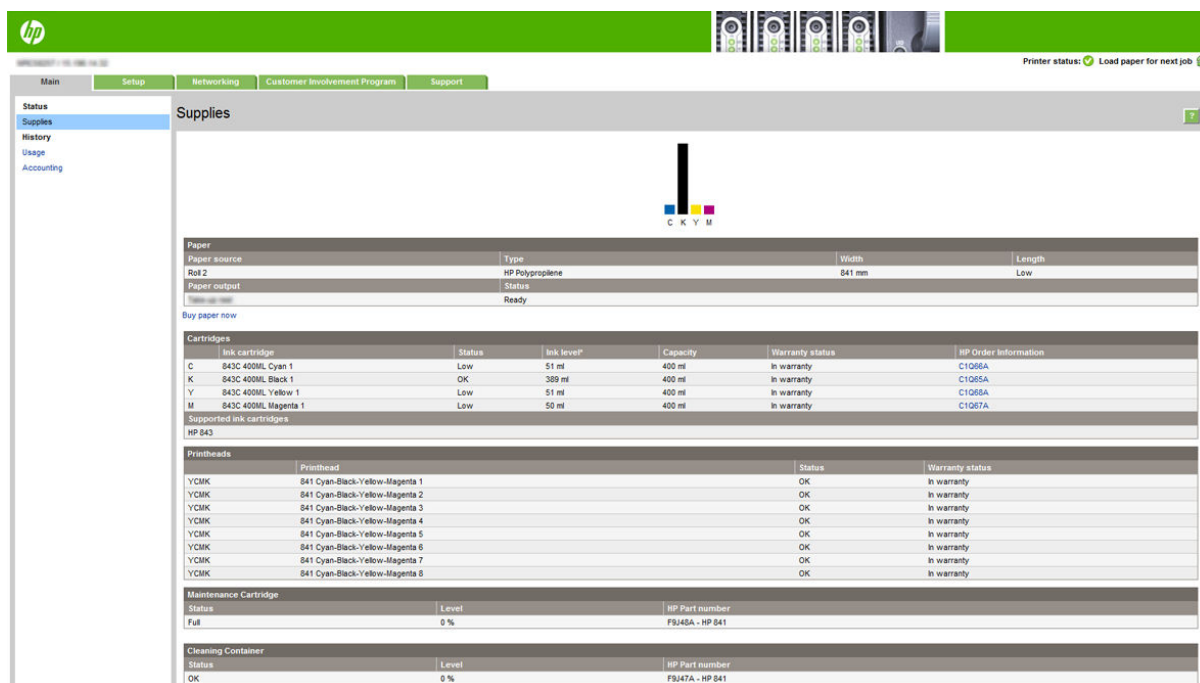 hp
Printer status: Load paper for next job
Main Setup Networking Customer Involvement Program Support
Status
Supplies
History
Usage
Accounting
Supplies
?
C K Y M
Paper
Paper source Type Width Length
Roll 2 HP Polypropilene 841 mm Low
Paper output Status
Ready
Buy paper now
Cartridges
Ink cartridge Status Ink level* Capacity Warranty status HP Order Information
C 843C 400ML Cyan 1 Low 51 ml 400 ml In warranty C1Q66A
K 843C 400ML Black 1 OK 389 ml 400 ml In warranty C1Q65A
Y 843C 400ML Yellow 1 Low 51 ml 400 ml In warranty C1Q68A
M 843C 400ML Magenta 1 Low 50 ml 400 ml In warranty C1Q67A
Supported ink cartridges
HP 843
Printheads
Printhead Status Warranty status
YCMK 841 Cyan-Black-Yellow-Magenta 1 OK In warranty
YCMK 841 Cyan-Black-Yellow-Magenta 2 OK In warranty
YCMK 841 Cyan-Black-Yellow-Magenta 3 OK In warranty
YCMK 841 Cyan-Black-Yellow-Magenta 4 OK In warranty
YCMK 841 Cyan-Black-Yellow-Magenta 5 OK In warranty
YCMK 841 Cyan-Black-Yellow-Magenta 6 OK In warranty
YCMK 841 Cyan-Black-Yellow-Magenta 7 OK In warranty
YCMK 841 Cyan-Black-Yellow-Magenta 8 OK In warranty
Maintenance Cartridge
Status Level HP Part number
Full 0 % F9J48A - HP 841
Cleaning Container
Status Level HP Part number
OK 0 % F9J47A - HP 841